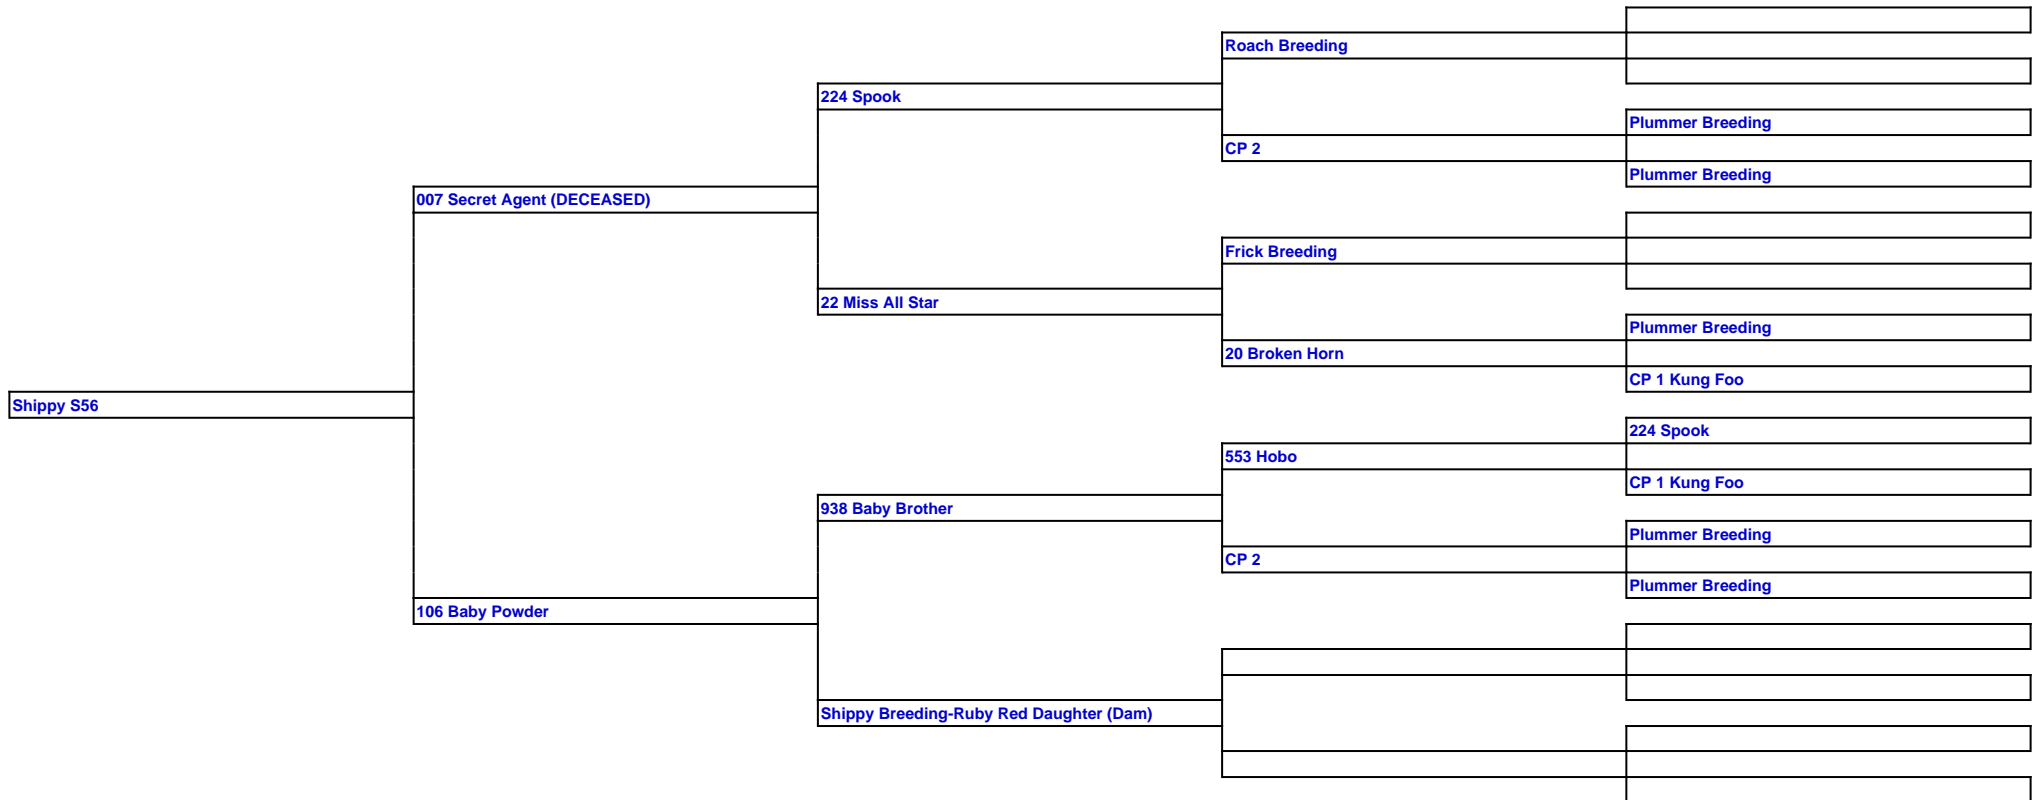 Roach Breeding
224 Spook
Plummer Breeding
CP 2
Plummer Breeding
007 Secret Agent (DECEASED)
Frick Breeding
22 Miss All Star
Plummer Breeding
20 Broken Horn
CP 1 Kung Foo
Shippy S56
224 Spook
553 Hobo
CP 1 Kung Foo
938 Baby Brother
Plummer Breeding
CP 2
Plummer Breeding
106 Baby Powder
Shippy Breeding-Ruby Red Daughter (Dam)